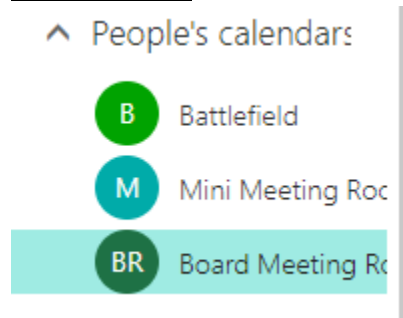 People's calendars
B Battlefield
M Mini Meeting Roo
BR Board Meeting Ro